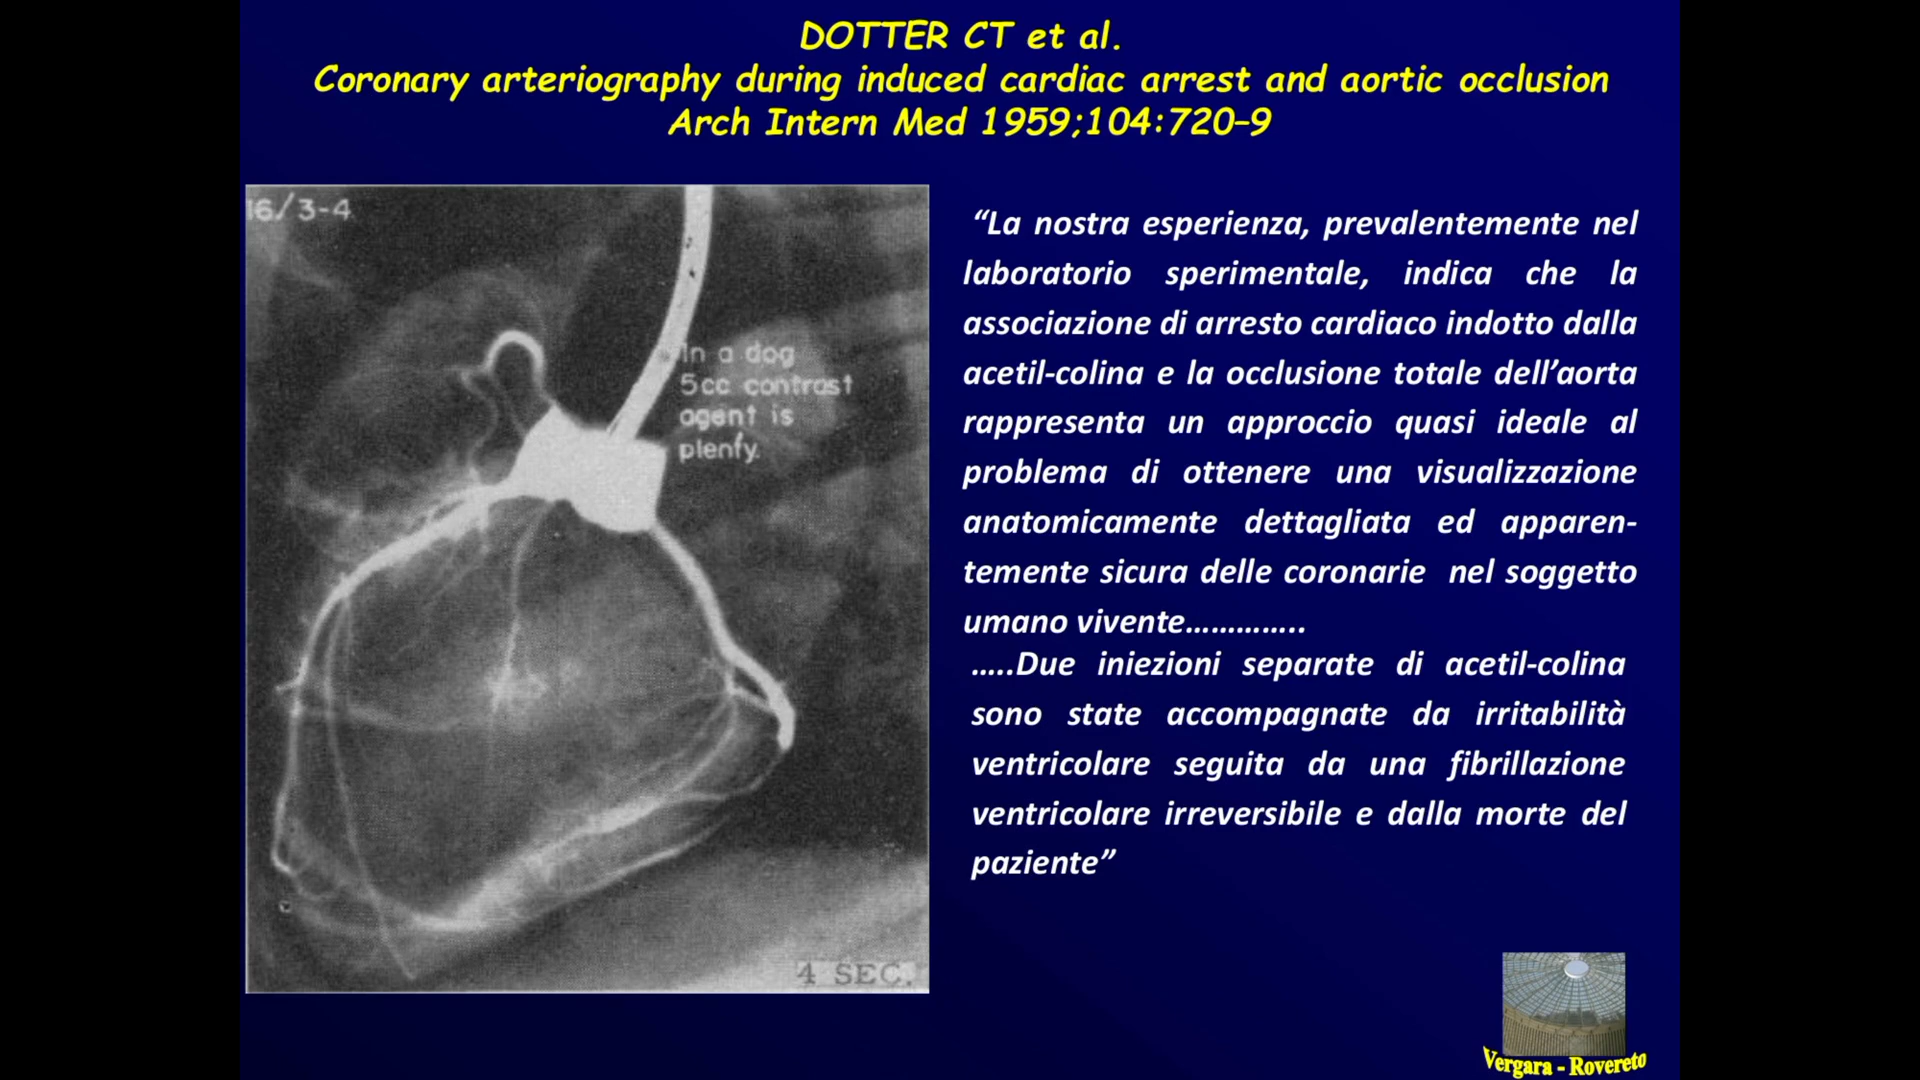 DOTTER CT et al.
Coronary arteriography during induced cardiac arrest and aortic occlusion
Arch Intern Med 1959;104:720–9
16/3-4
In a dog
5cc contrast
agent is
plenty.
4 SEC.
“La nostra esperienza, prevalentemente nel
laboratorio sperimentale, indica che la
associazione di arresto cardiaco indotto dalla
acetil-colina e la occlusione totale dell’aorta
rappresenta un approccio quasi ideale al
problema di ottenere una visualizzazione
anatomicamente dettagliata ed apparen-
temente sicura delle coronarie nel soggetto
umano vivente…………..
…..Due iniezioni separate di acetil-colina
sono state accompagnate da irritabilità
ventricolare seguita da una fibrillazione
ventricolare irreversibile e dalla morte del
paziente”
Vergara - Rovereto